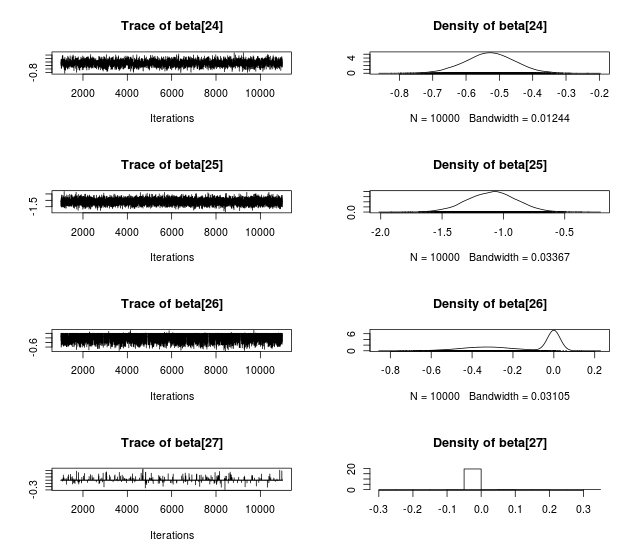 Trace of beta[24]
-0.8
2000 4000 6000 8000 10000
Iterations
Density of beta[24]
0 4
-0.8 -0.7 -0.6 -0.5 -0.4 -0.3 -0.2
N = 10000 Bandwidth = 0.01244
Trace of beta[25]
-1.5
2000 4000 6000 8000 10000
Iterations
Density of beta[25]
0.0
-2.0 -1.5 -1.0 -0.5
N = 10000 Bandwidth = 0.03367
Trace of beta[26]
-0.6
2000 4000 6000 8000 10000
Iterations
Density of beta[26]
0 6
-0.8 -0.6 -0.4 -0.2 0.0 0.2
N = 10000 Bandwidth = 0.03105
Trace of beta[27]
-0.3
2000 4000 6000 8000 10000
Iterations
Density of beta[27]
0 20
-0.3 -0.2 -0.1 0.0 0.1 0.2 0.3